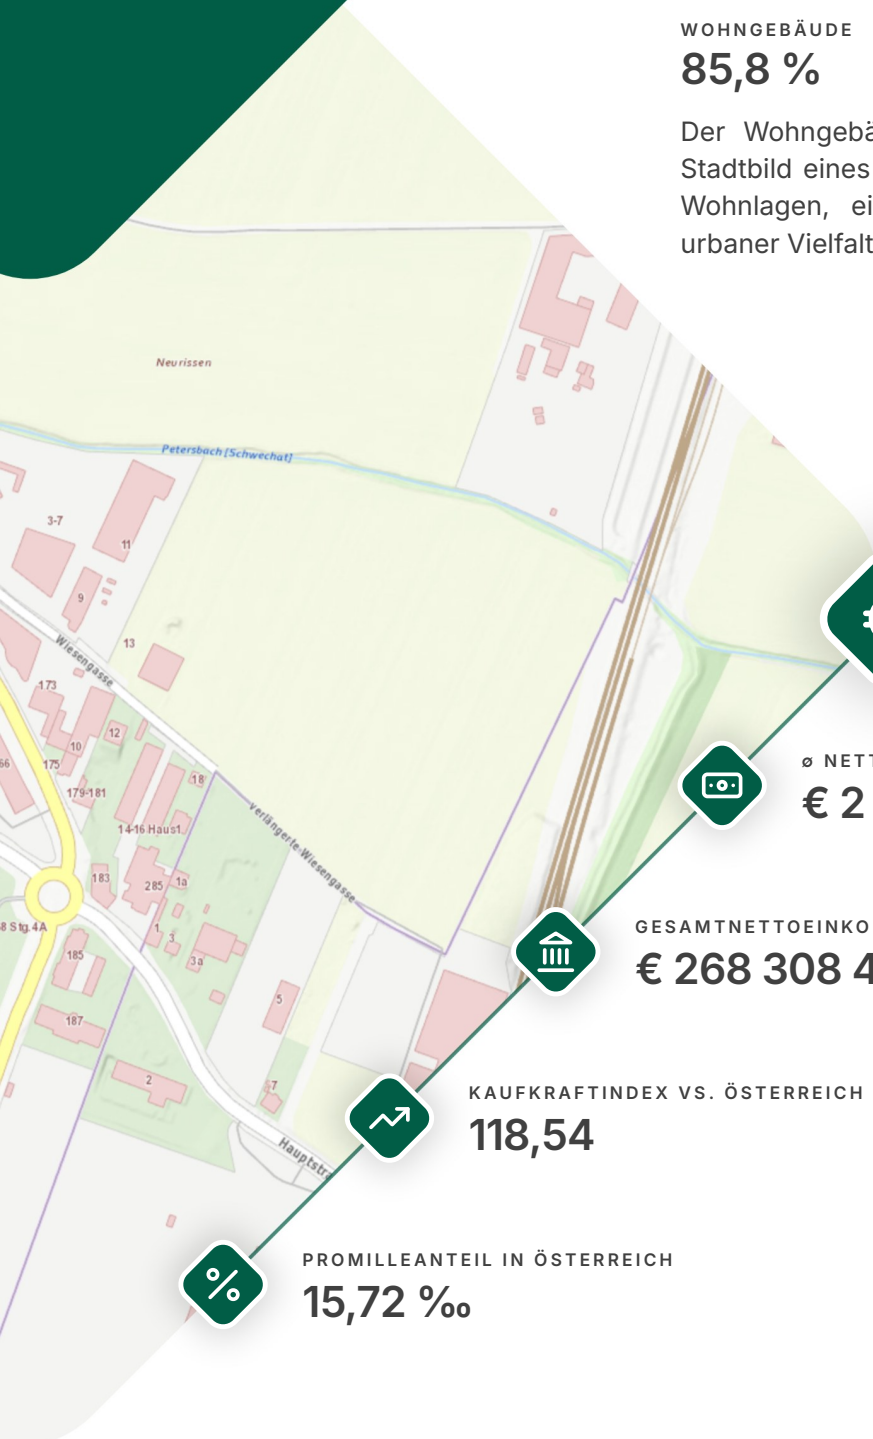 WOHNGEBÄUDE
85,8 %
Der Wohngebä
Stadtbild eines
Wohnlagen, ei
urbaner Vielfalt
Neurissen
Petersbach [Schwechat]
3-7
11
9
13
Wiesengasse
173
10
12
66
175
18
179-181
14-16 Haus1
Verlängerte-Wiesengasse
183
285
1a
8 Stg.4A
1
3
185
3a
5
187
2
7
Hauptstra
ø NETT
€ 2
GESAMTNETTOEINKO
€ 268 308 4
KAUFKRAFTINDEX VS. ÖSTERREICH
118,54
PROMILLEANTEIL IN ÖSTERREICH
15,72 ‰